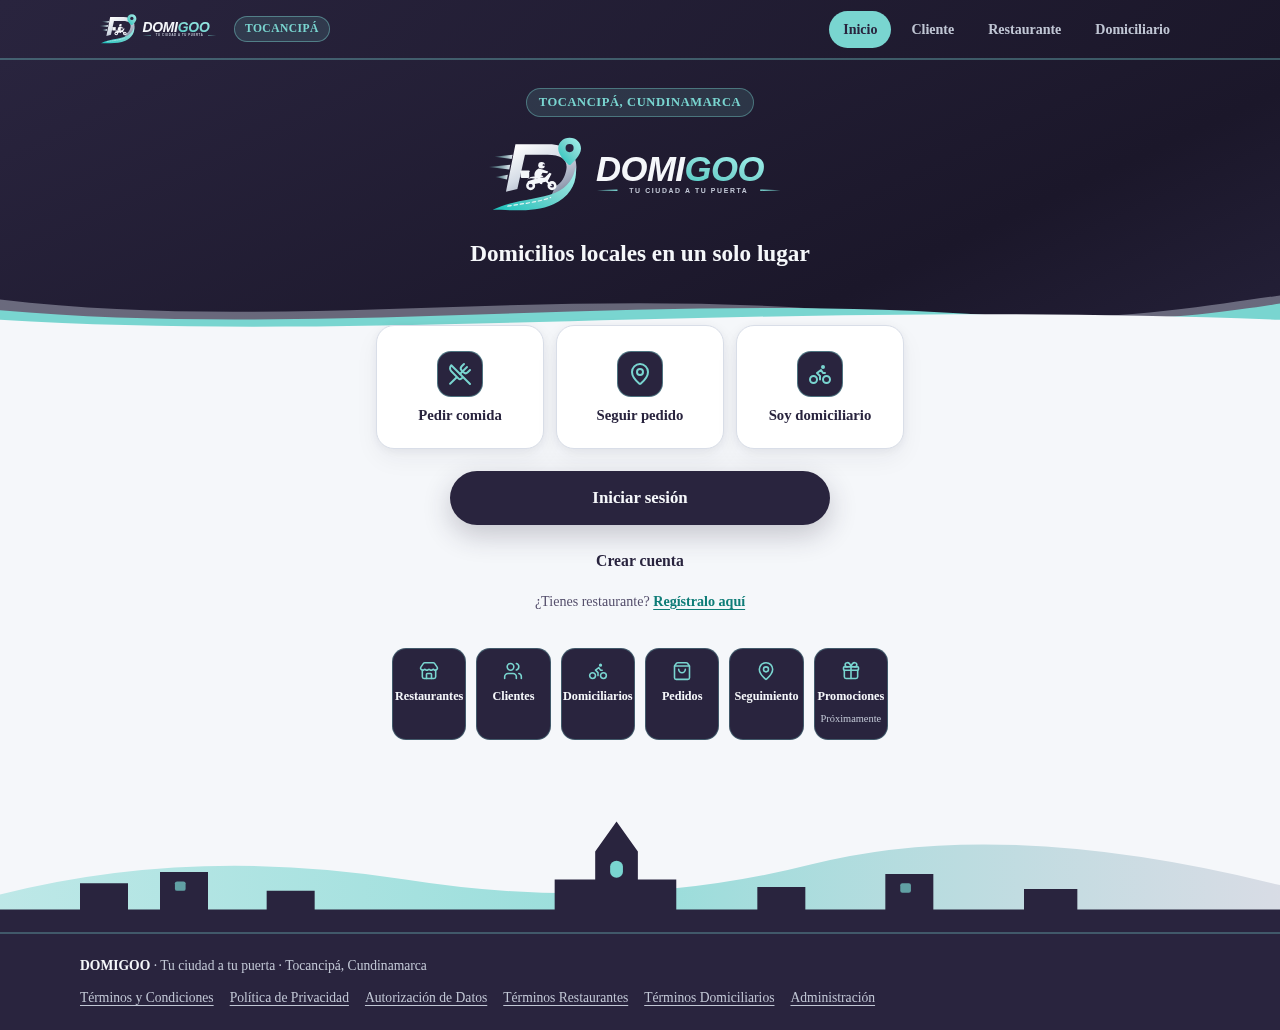 DOMIGOO
TU CIUDAD A TU PUERTA
TOCANCIPÁ
Inicio
Cliente
Restaurante
Domiciliario
TOCANCIPÁ, CUNDINAMARCA
DOMIGOO
TU CIUDAD A TU PUERTA
Domicilios locales en un solo lugar
Pedir comida
Seguir pedido
Soy domiciliario
Iniciar sesión
Crear cuenta
¿Tienes restaurante? Regístralo aquí
Restaurantes
Clientes
Domiciliarios
Pedidos
Seguimiento
Promociones
Próximamente
DOMIGOO · Tu ciudad a tu puerta · Tocancipá, Cundinamarca
Términos y Condiciones
Política de Privacidad
Autorización de Datos
Términos Restaurantes
Términos Domiciliarios
Administración